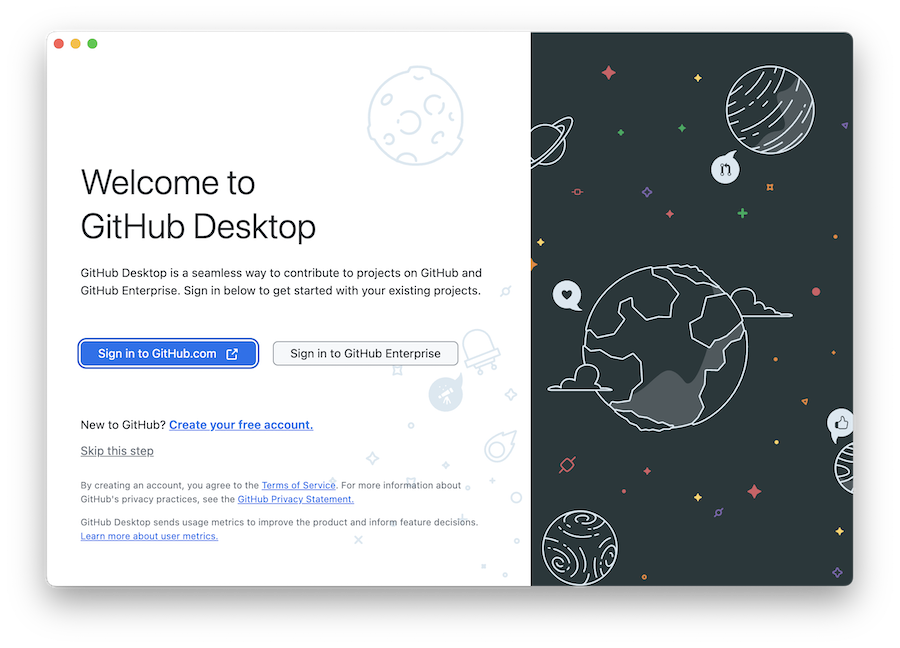 Welcome to
GitHub Desktop
GitHub Desktop is a seamless way to contribute to projects on GitHub and
GitHub Enterprise. Sign in below to get started with your existing projects.
Sign in to GitHub.com
Sign in to GitHub Enterprise
New to GitHub? Create your free account.
Skip this step
By creating an account, you agree to the Terms of Service. For more information about
GitHub's privacy practices, see the GitHub Privacy Statement.
GitHub Desktop sends usage metrics to improve the product and inform feature decisions.
Learn more about user metrics.